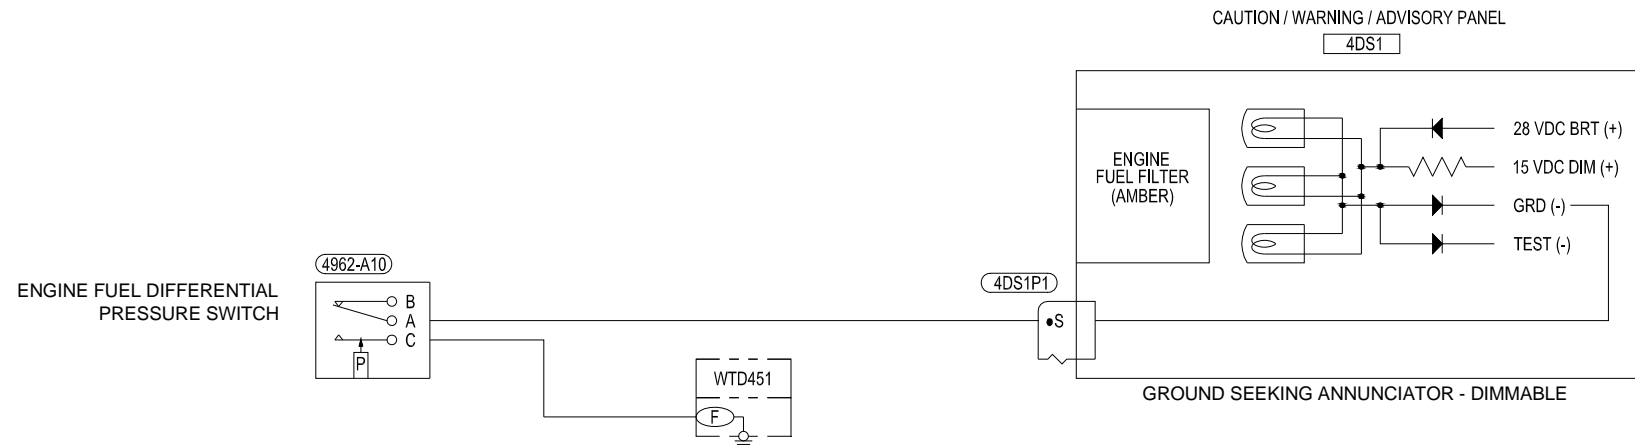 CAUTION / WARNING / ADVISORY PANEL
4DS1
28 VDC BRT (+)
ENGINE
FUEL FILTER
(AMBER)
15 VDC DIM (+)
GRD (-)
TEST (-)
4962-A10
ENGINE FUEL DIFFERENTIAL
PRESSURE SWITCH
B
A
C
P
4DS1P1
S
WTD451
F
GROUND SEEKING ANNUNCIATOR - DIMMABLE